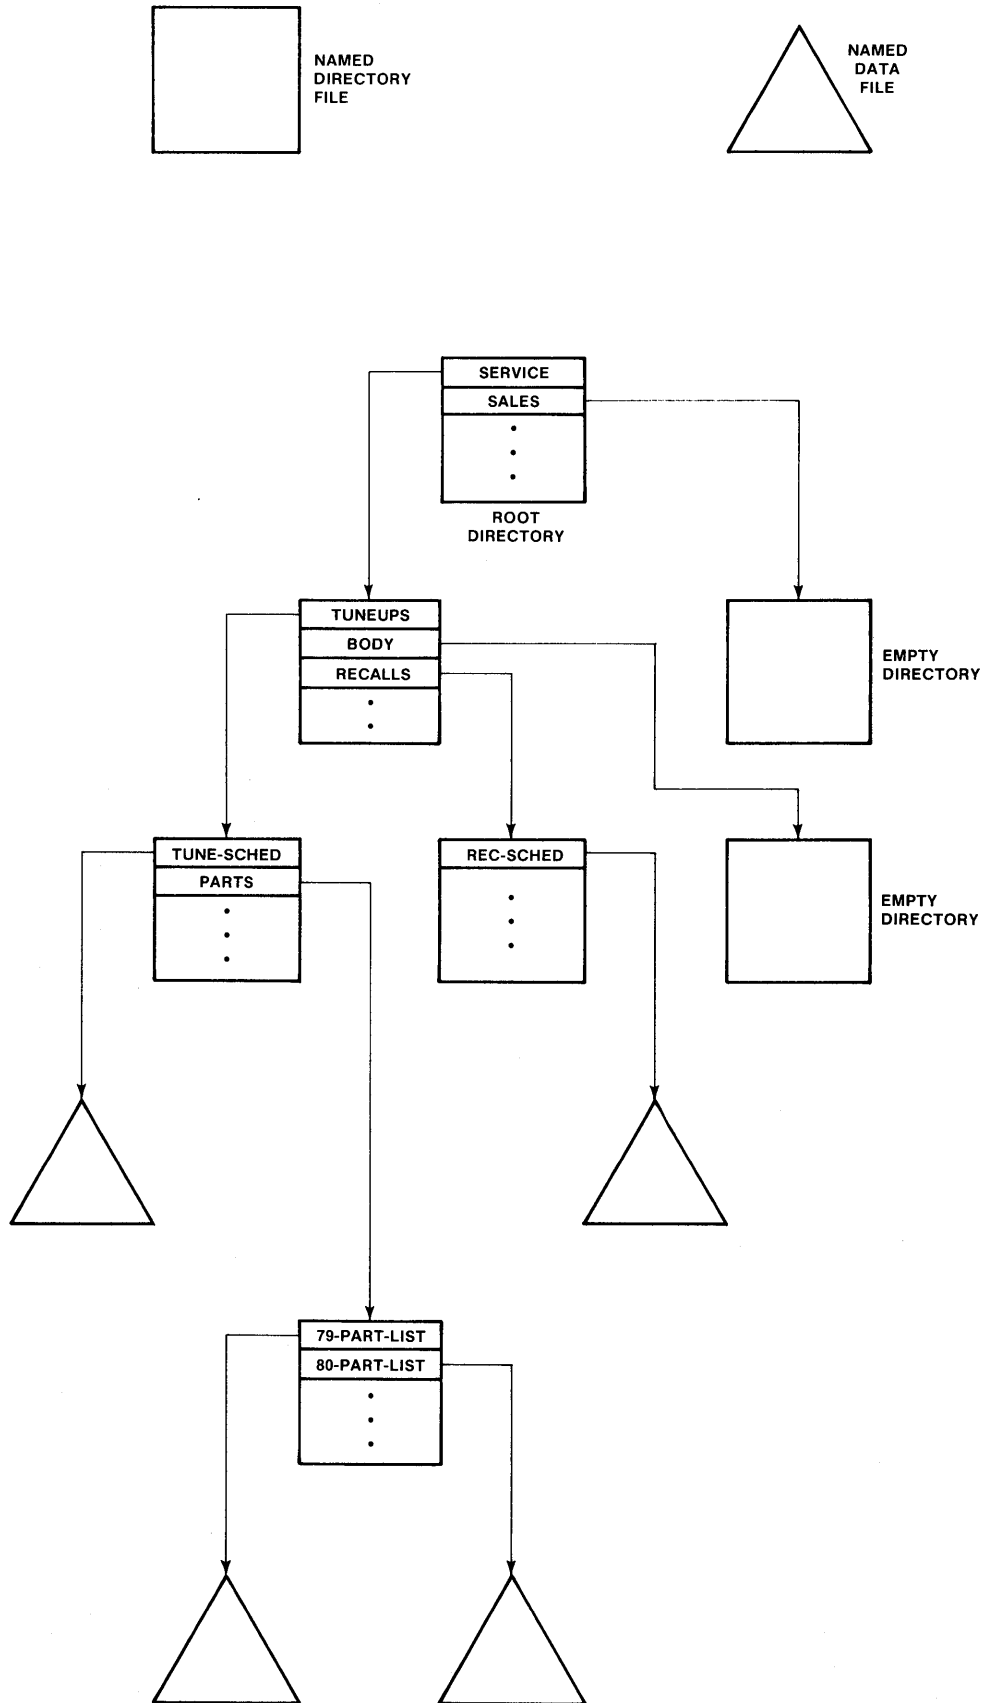 NAMED
DIRECTORY
FILE
NAMED
DATA
FILE
SERVICE
SALES
ROOT
DIRECTORY
TUNEUPS
BODY
RECALLS
EMPTY
DIRECTORY
TUNE-SCHED
PARTS
REC-SCHED
EMPTY
DIRECTORY
79-PART-LIST
80-PART-LIST